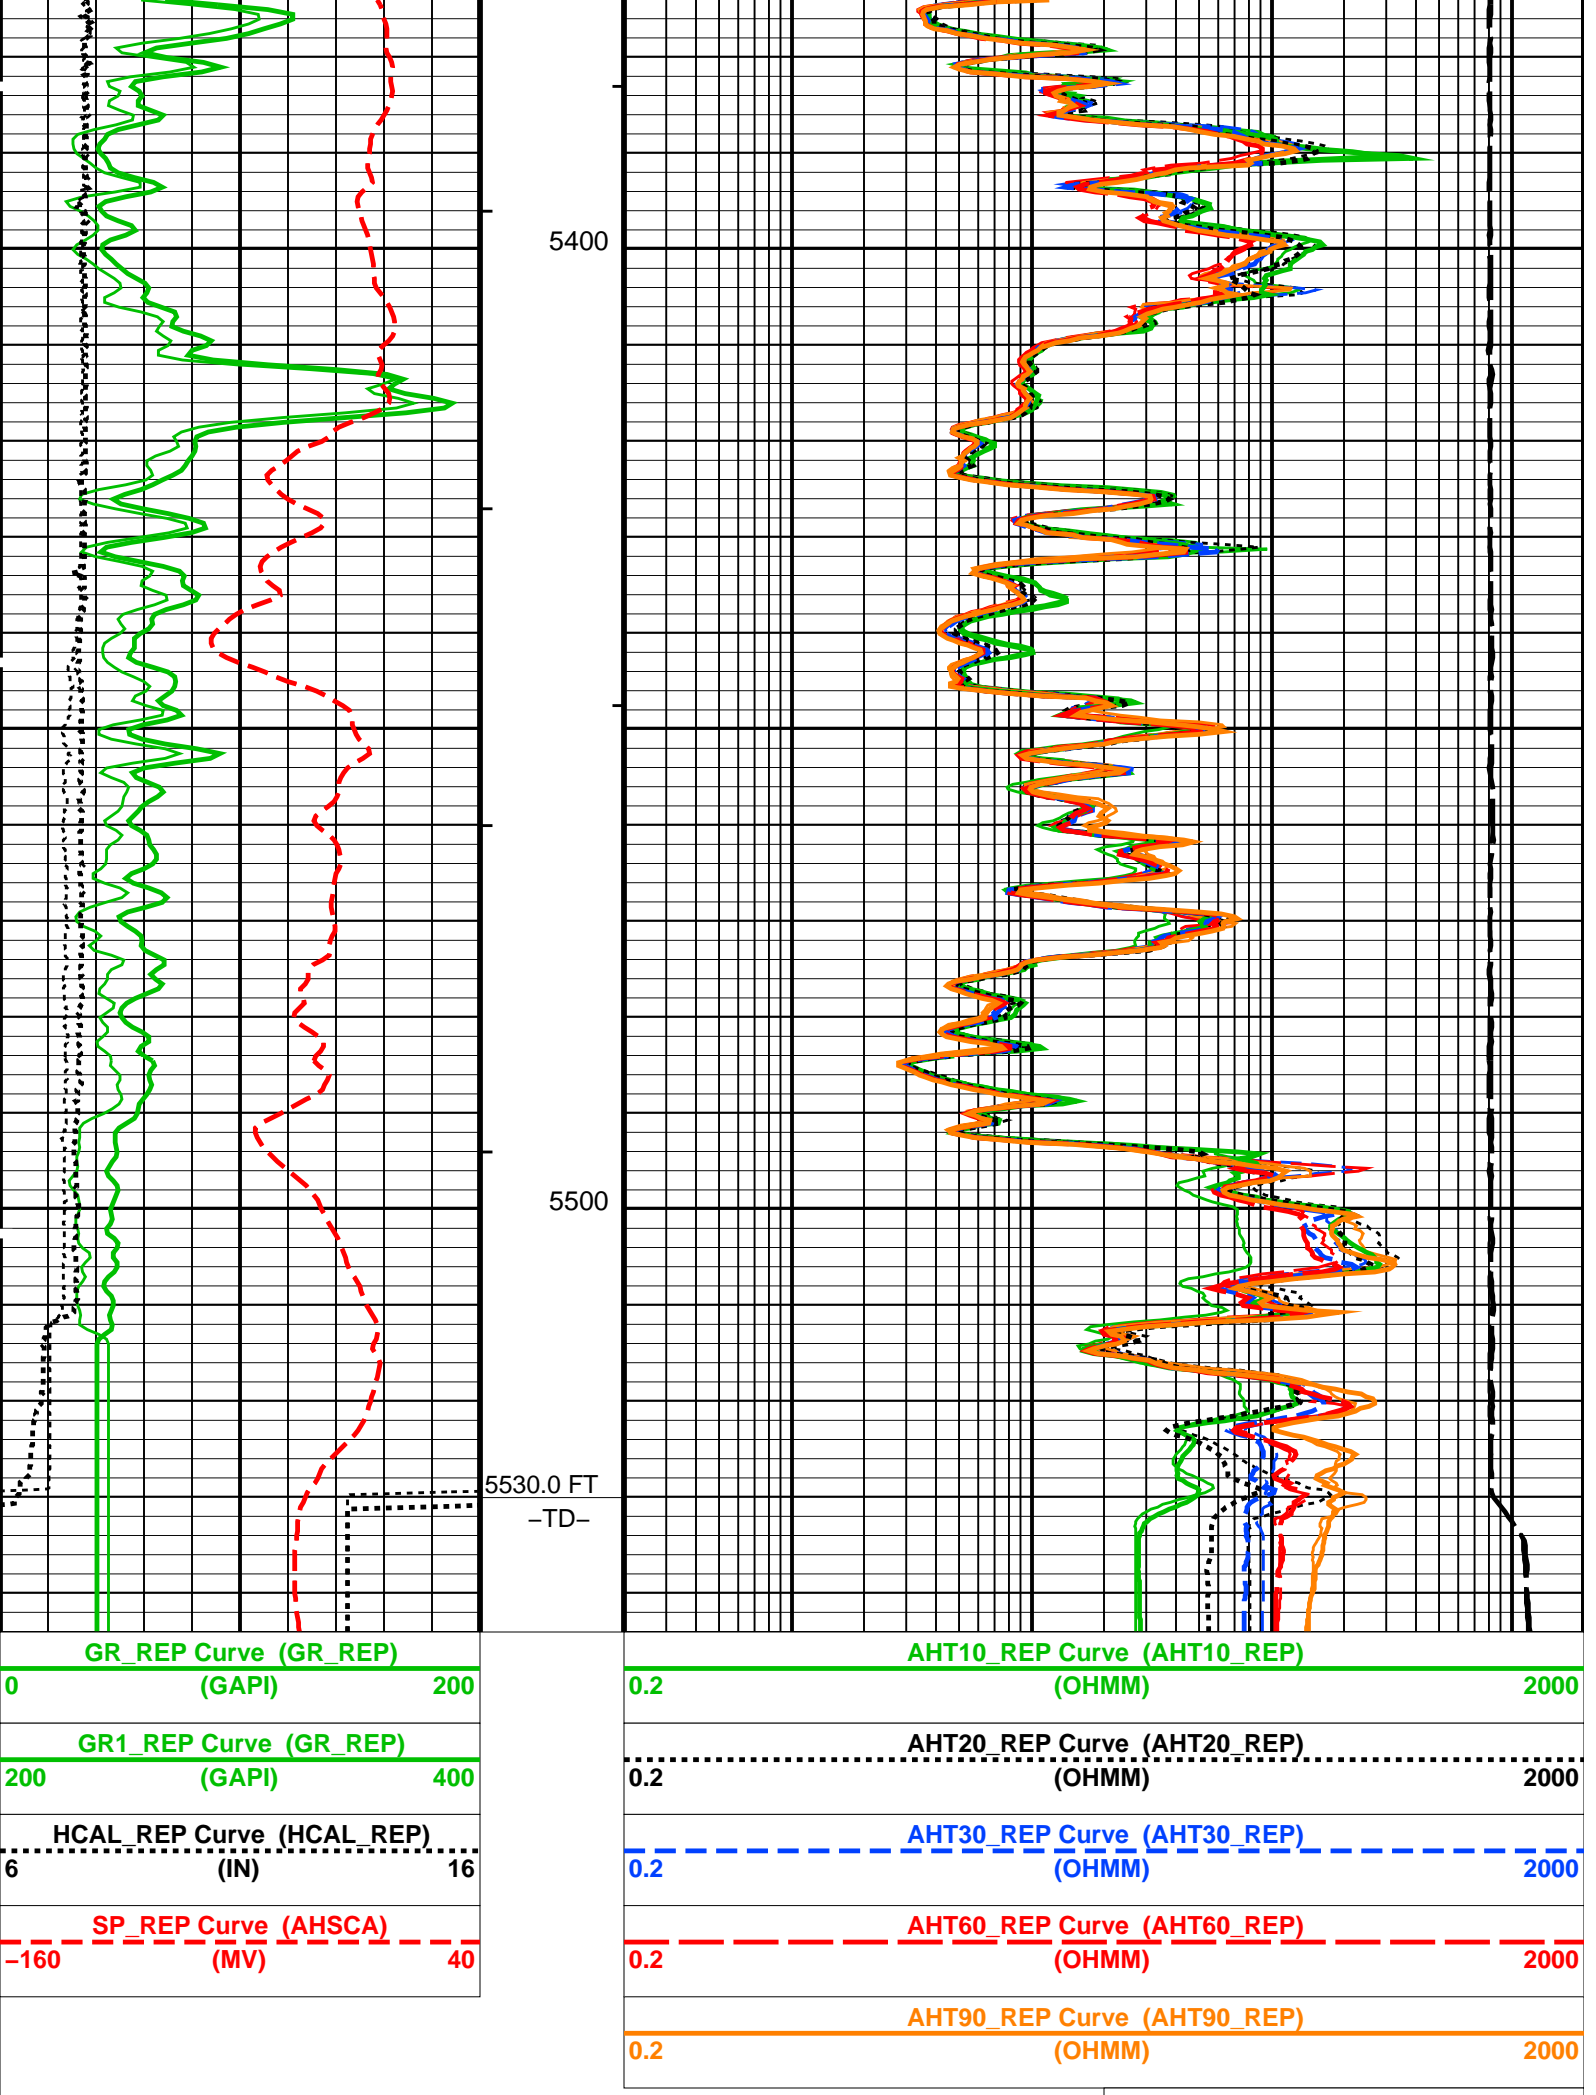 5400
5500
5530.0 FT
–TD–
GR_REP Curve (GR_REP)
0 (GAPI) 200
GR1_REP Curve (GR_REP)
200 (GAPI) 400
HCAL_REP Curve (HCAL_REP)
6 (IN) 16
SP_REP Curve (AHSCA)
–160 (MV) 40
AHT10_REP Curve (AHT10_REP)
0.2 (OHMM) 2000
AHT20_REP Curve (AHT20_REP)
0.2 (OHMM) 2000
AHT30_REP Curve (AHT30_REP)
0.2 (OHMM) 2000
AHT60_REP Curve (AHT60_REP)
0.2 (OHMM) 2000
AHT90_REP Curve (AHT90_REP)
0.2 (OHMM) 2000